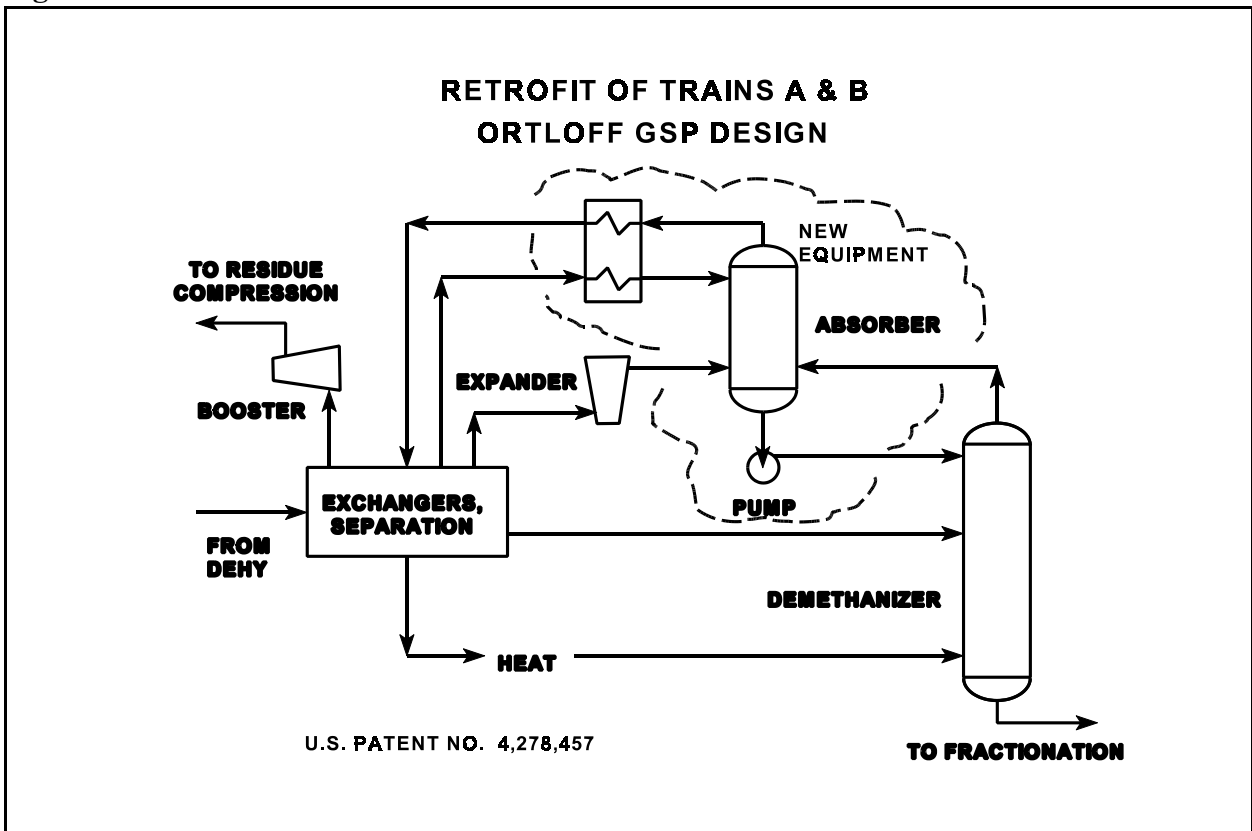 RETROFIT OF TRAINS A & B
ORTLOFF GSP DESIGN
NEW
EQUIPMENT
TO RESIDUE
COMPRESSION
ABSORBER
EXPANDER
BOOSTER
EXCHANGERS,
SEPARATION
PUMP
FROM
DEHY
DEMETHANIZER
HEAT
U.S. PATENT NO. 4,278,457
TO FRACTIONATION